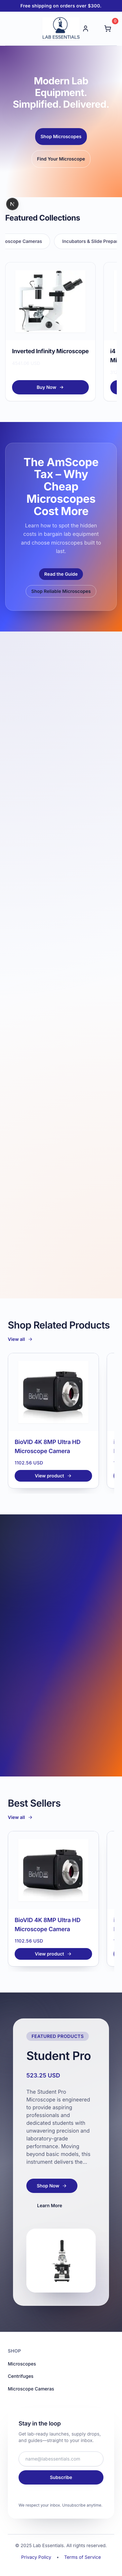 Free shipping on orders over $300.
LAB ESSENTIALS
0
Modern Lab
Equipment.
Simplified. Delivered.
Shop Microscopes
Find Your Microscope
N
Featured Collections
oscope Cameras
Incubators & Slide Prepar
Inverted Infinity Microscope
i4
Mi
Buy Now →
The AmScope
Tax – Why
Cheap
Microscopes
Cost More
Learn how to spot the hidden
costs in bargain lab equipment
and choose microscopes built to
last.
Read the Guide
Shop Reliable Microscopes
Shop Related Products
View all →
BioVID
BioVID 4K 8MP Ultra HD
Microscope Camera
1102.56 USD
View product →
Best Sellers
View all →
BioVID
BioVID 4K 8MP Ultra HD
Microscope Camera
1102.56 USD
View product →
FEATURED PRODUCTS
Student Pro
523.25 USD
The Student Pro
Microscope is engineered
to provide aspiring
professionals and
dedicated students with
unwavering precision and
laboratory-grade
performance. Moving
beyond basic models, this
instrument delivers the...
Shop Now →
Learn More
SHOP
Microscopes
Centrifuges
Microscope Cameras
Stay in the loop
Get lab-ready launches, supply drops,
and guides—straight to your inbox.
name@labessentials.com
Subscribe
We respect your inbox. Unsubscribe anytime.
© 2025 Lab Essentials. All rights reserved.
Privacy Policy • Terms of Service